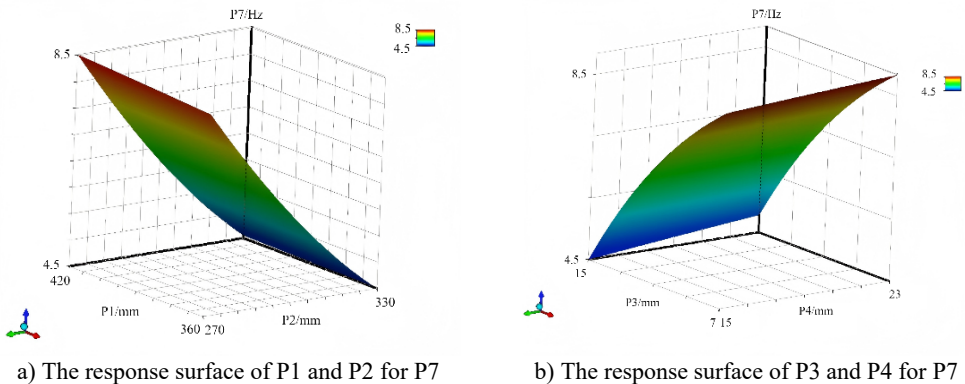 P7/Hz
8.5
8.5
4.5
4.5
420
P1/mm
360
270
P2/mm
330
P7/Hz
8.5
8.5
4.5
4.5
15
P3/mm
7
15
P4/mm
23
a) The response surface of P1 and P2 for P7
b) The response surface of P3 and P4 for P7